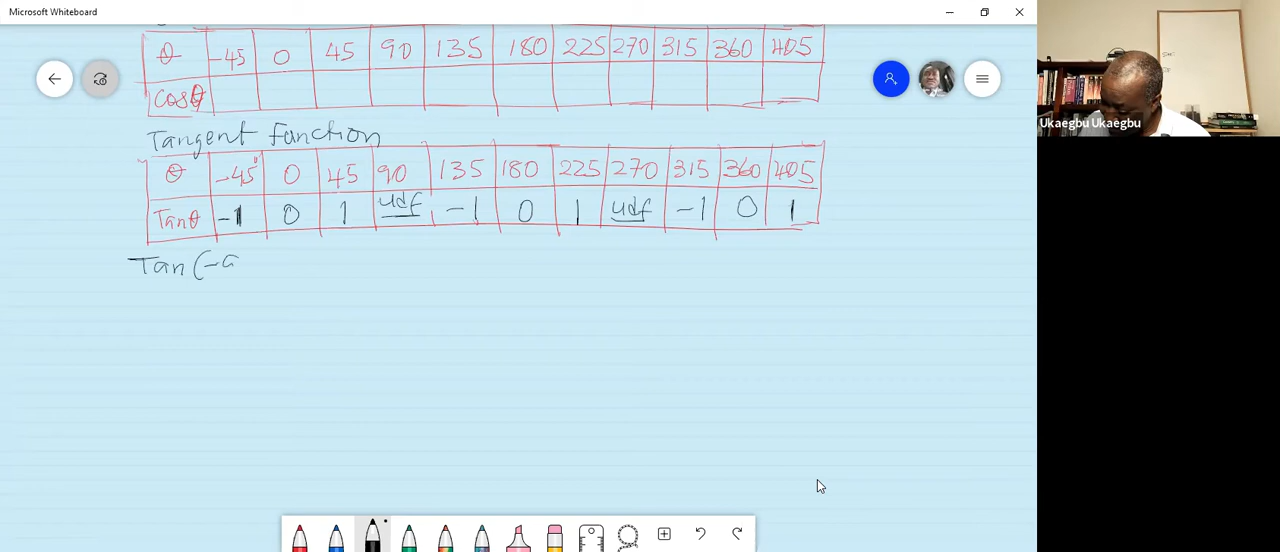 Microsoft Whiteboard
θ -45 0 45 90 135 180 225 270 315 360 405
cosθ
Tangent function
θ -45° 0 45 90 135 180 225 270 315 360 405
Tanθ -1 0 1 udf -1 0 1 udf -1 0 1
Tan (-a
Ukaegbu Ukaegbu